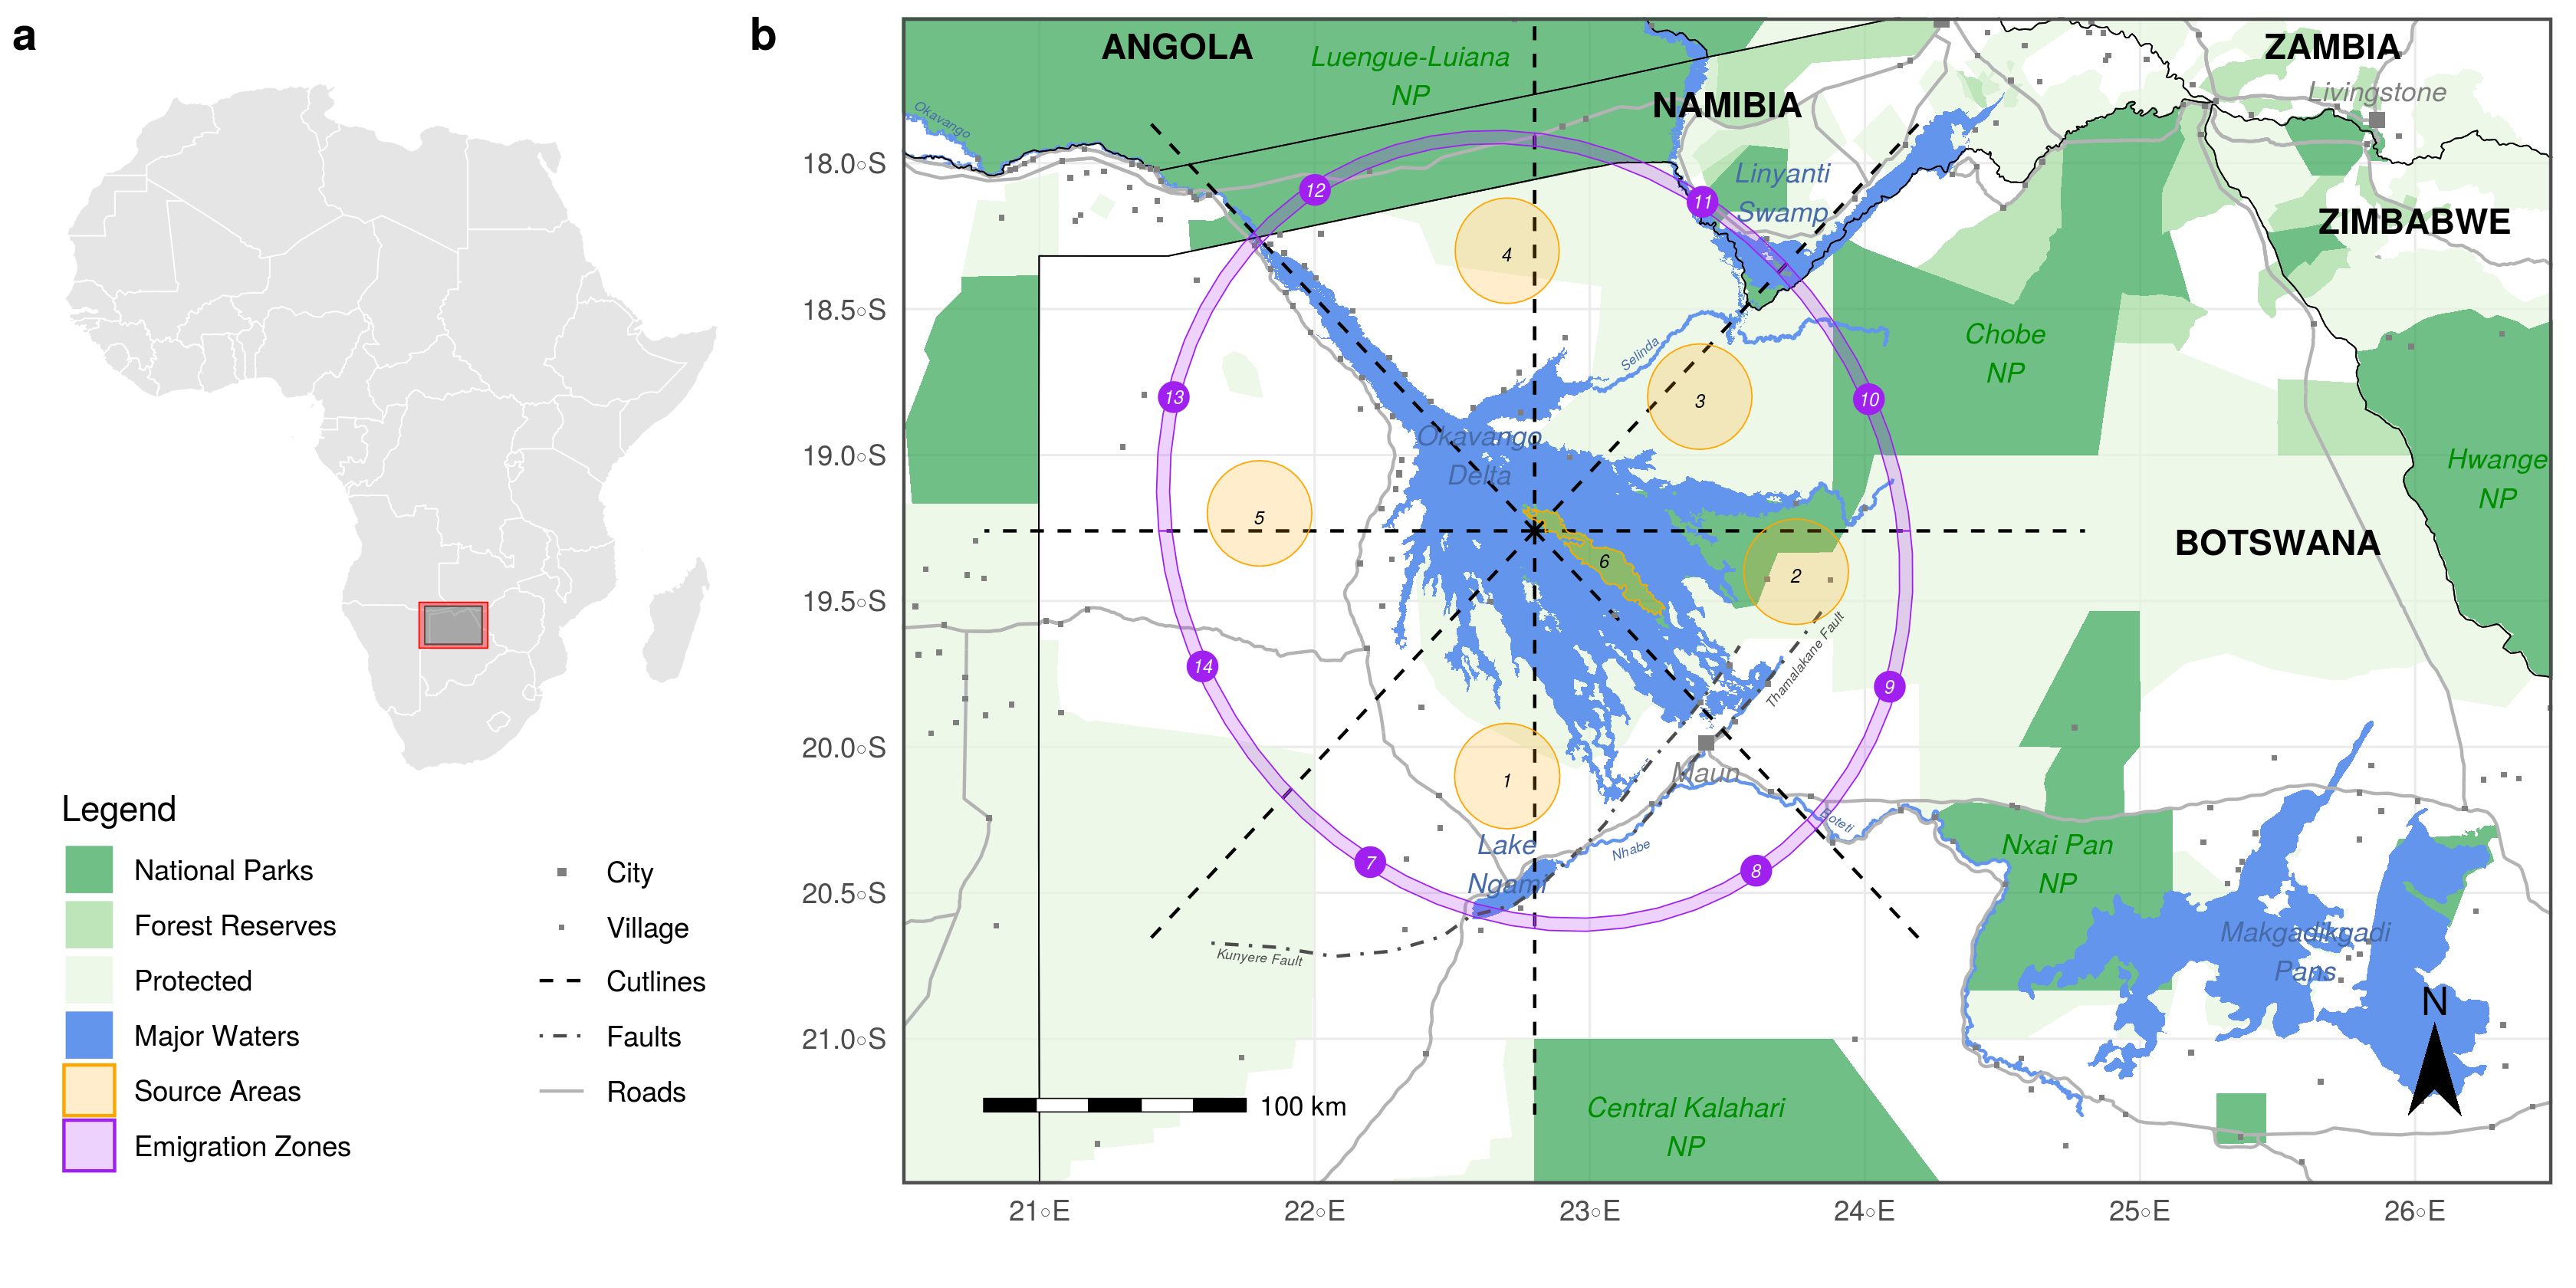 a
b
ANGOLA
Luengue-Luiana
NP
NAMIBIA
ZAMBIA
Livingstone
Okavango
Linyanti
Swamp
ZIMBABWE
12
11
4
Chobe
NP
Selinda
13
3
10
Okavango
Delta
Hwange
NP
5
BOTSWANA
6
2
Thamalakane Fault
14
9
1
Maun
Boteti
Lake
Ngami
Nhabe
7
8
Nxai Pan
NP
Kunyere Fault
Makgadikgadi
Pans
N
100 km
Central Kalahari
NP
18.0°S
18.5°S
19.0°S
19.5°S
20.0°S
20.5°S
21.0°S
21°E
22°E
23°E
24°E
25°E
26°E
Legend
National Parks
Forest Reserves
Protected
Major Waters
Source Areas
Emigration Zones
City
Village
Cutlines
Faults
Roads